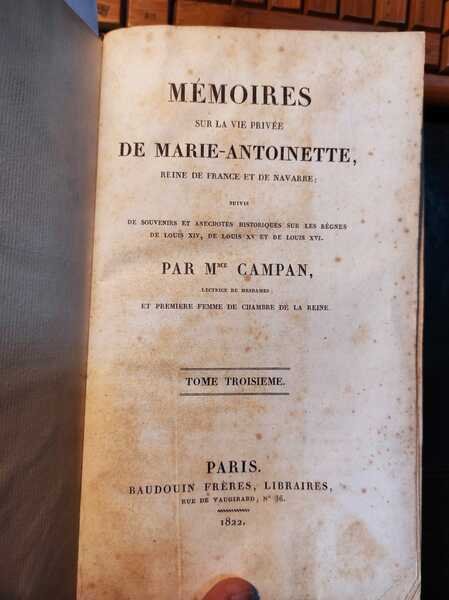 MÉMOIRES
SUR LA VIE PRIVÉE
DE MARIE-ANTOINETTE,
REINE DE FRANCE ET DE NAVARRE;
SUIVIS
DE SOUVENIRS ET ANECDOTES HISTORIQUES SUR LES RÈGNES
DE LOUIS XIV, DE LOUIS XV ET DE LOUIS XVI.
PAR Mme CAMPAN,
LECTRICE DE MESDAMES;
ET PREMIERE FEMME DE CHAMBRE DE LA REINE.
TOME TROISIEME.
PARIS.
BAUDOUIN FRÈRES, LIBRAIRES,
RUE DE VAUGIRARD, N° 36.
1822.